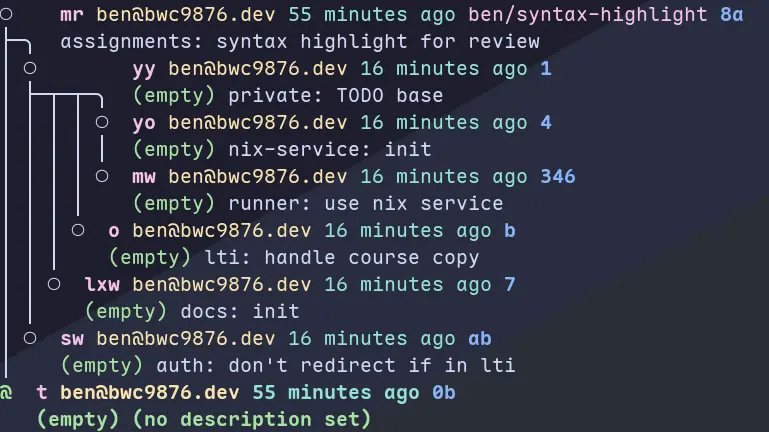 mr ben@bwc9876.dev 55 minutes ago ben/syntax-highlight 8a
assignments: syntax highlight for review
yy ben@bwc9876.dev 16 minutes ago 1
(empty) private: TODO base
yo ben@bwc9876.dev 16 minutes ago 4
(empty) nix-service: init
mw ben@bwc9876.dev 16 minutes ago 346
(empty) runner: use nix service
o ben@bwc9876.dev 16 minutes ago b
(empty) lti: handle course copy
lxw ben@bwc9876.dev 16 minutes ago 7
(empty) docs: init
sw ben@bwc9876.dev 16 minutes ago ab
(empty) auth: don't redirect if in lti
@ t ben@bwc9876.dev 55 minutes ago 0b
(empty) (no description set)